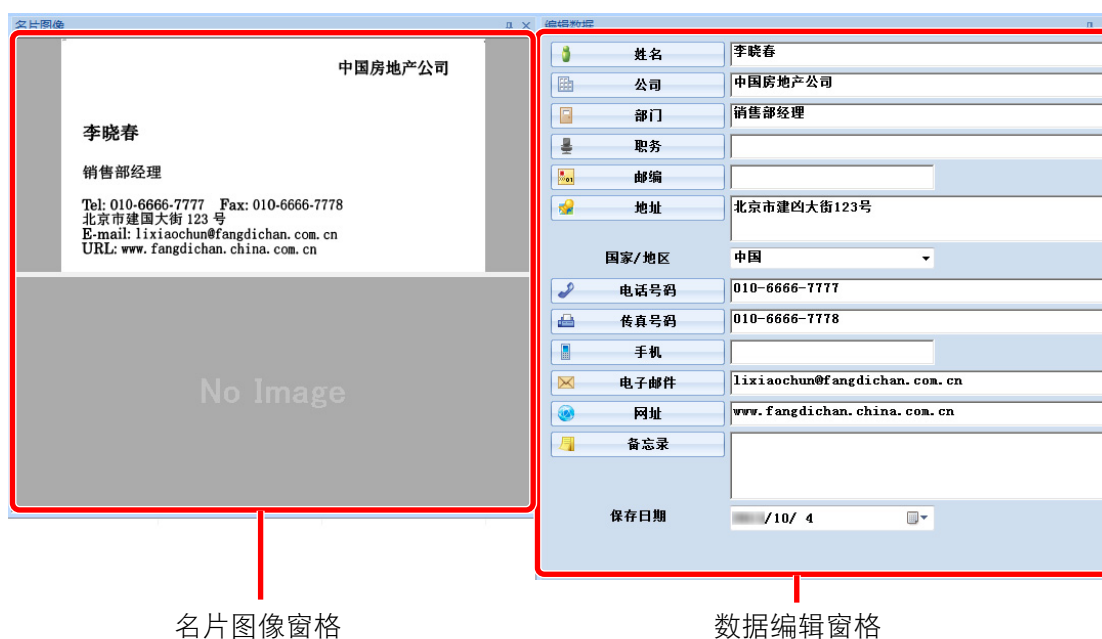 名片图像
编辑数据
中国房地产公司
李晓春
销售部经理
Tel: 010-6666-7777 Fax: 010-6666-7778
北京市建国大街 123 号
E-mail: lixiaochun@fangdichan.com.cn
URL: www.fangdichan.china.com.cn
No Image
姓名 李晓春
公司 中国房地产公司
部门 销售部经理
职务
邮编
地址 北京市建凶大街123号
国家/地区 中国
电话号码 010-6666-7777
传真号码 010-6666-7778
手机
电子邮件 lixiaochun@fangdichan.com.cn
网址 www.fangdichan.china.com.cn
备忘录
保存日期 /10/ 4
名片图像窗格
数据编辑窗格